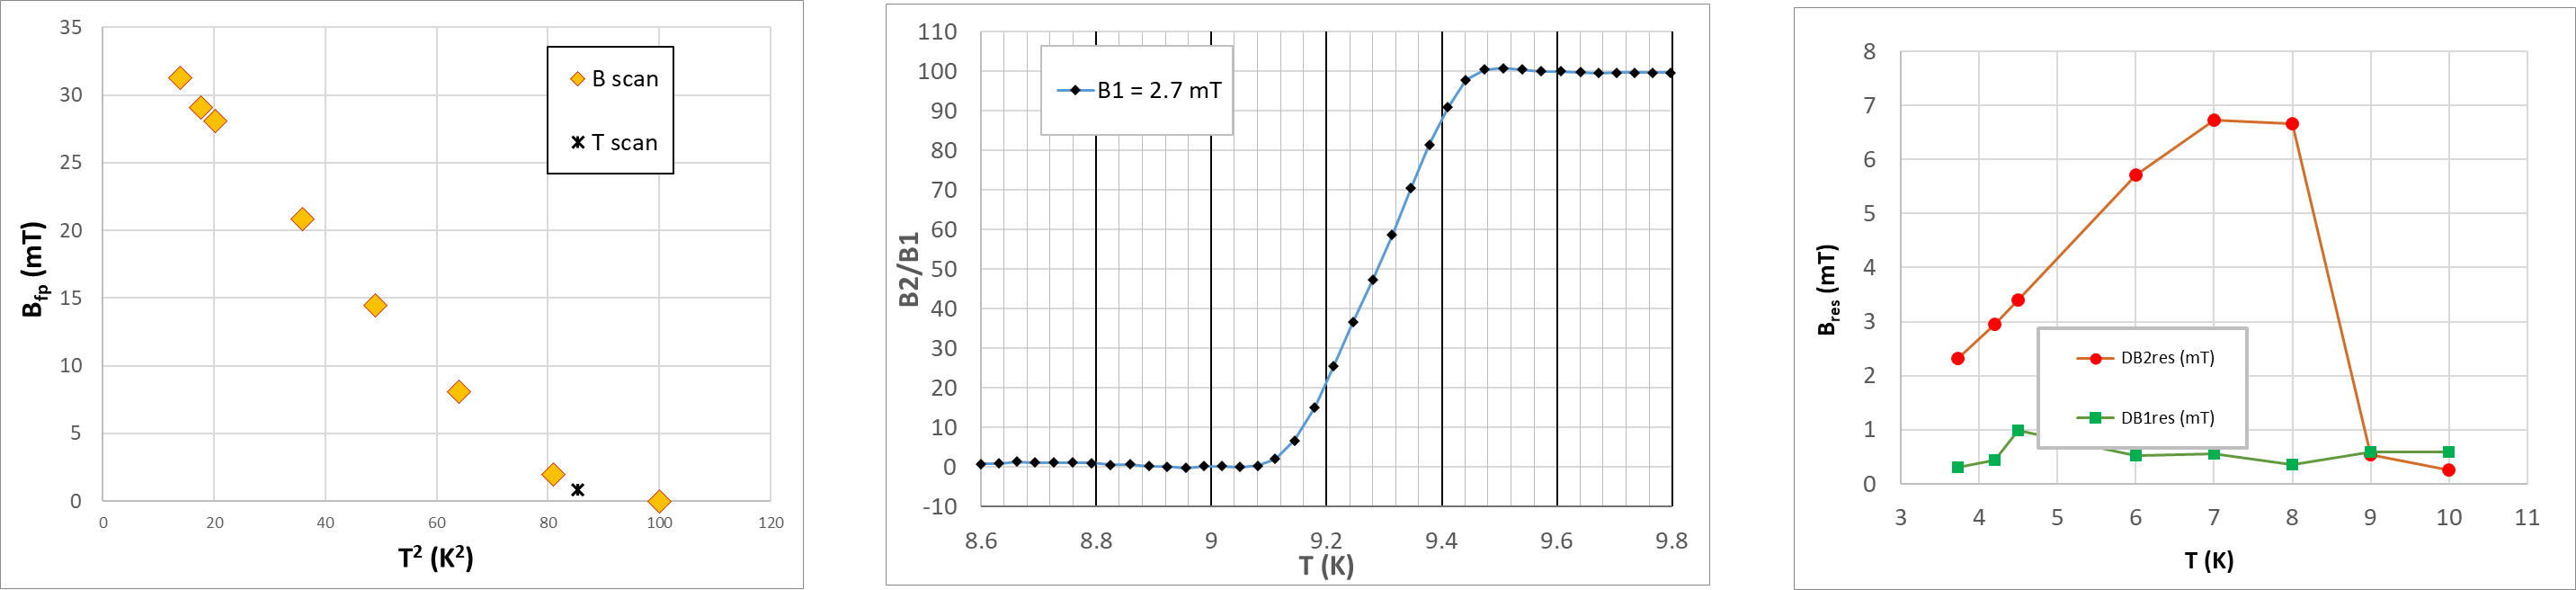 35
30
25
20
15
10
5
0
0 20 40 60 80 100 120
B scan
T scan
Bfp (mT)
T² (K²)
110
100
90
80
70
60
50
40
30
20
10
0
-10
8.6 8.8 9 9.2 9.4 9.6 9.8
B1 = 2.7 mT
B2/B1
T (K)
8
7
6
5
4
3
2
1
0
3 4 5 6 7 8 9 10 11
DB2res (mT)
DB1res (mT)
Bres (mT)
T (K)